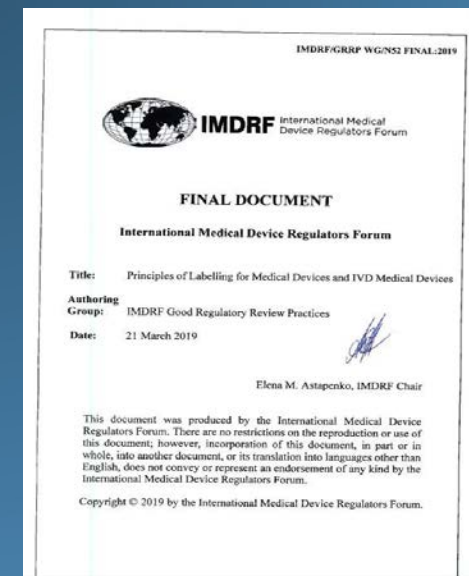 IMDRF/GRRP WG/N52 FINAL:2019
IMDRF International Medical
Device Regulators Forum
FINAL DOCUMENT
International Medical Device Regulators Forum
Title: Principles of Labelling for Medical Devices and IVD Medical Devices
Authoring
Group: IMDRF Good Regulatory Review Practices
Date: 21 March 2019
Elena M. Astapenko, IMDRF Chair
This document was produced by the International Medical Device
Regulators Forum. There are no restrictions on the reproduction or use of
this document; however, incorporation of this document, in part or in
whole, into another document, or its translation into languages other than
English, does not convey or represent an endorsement of any kind by the
International Medical Device Regulators Forum.
Copyright © 2019 by the International Medical Device Regulators Forum.